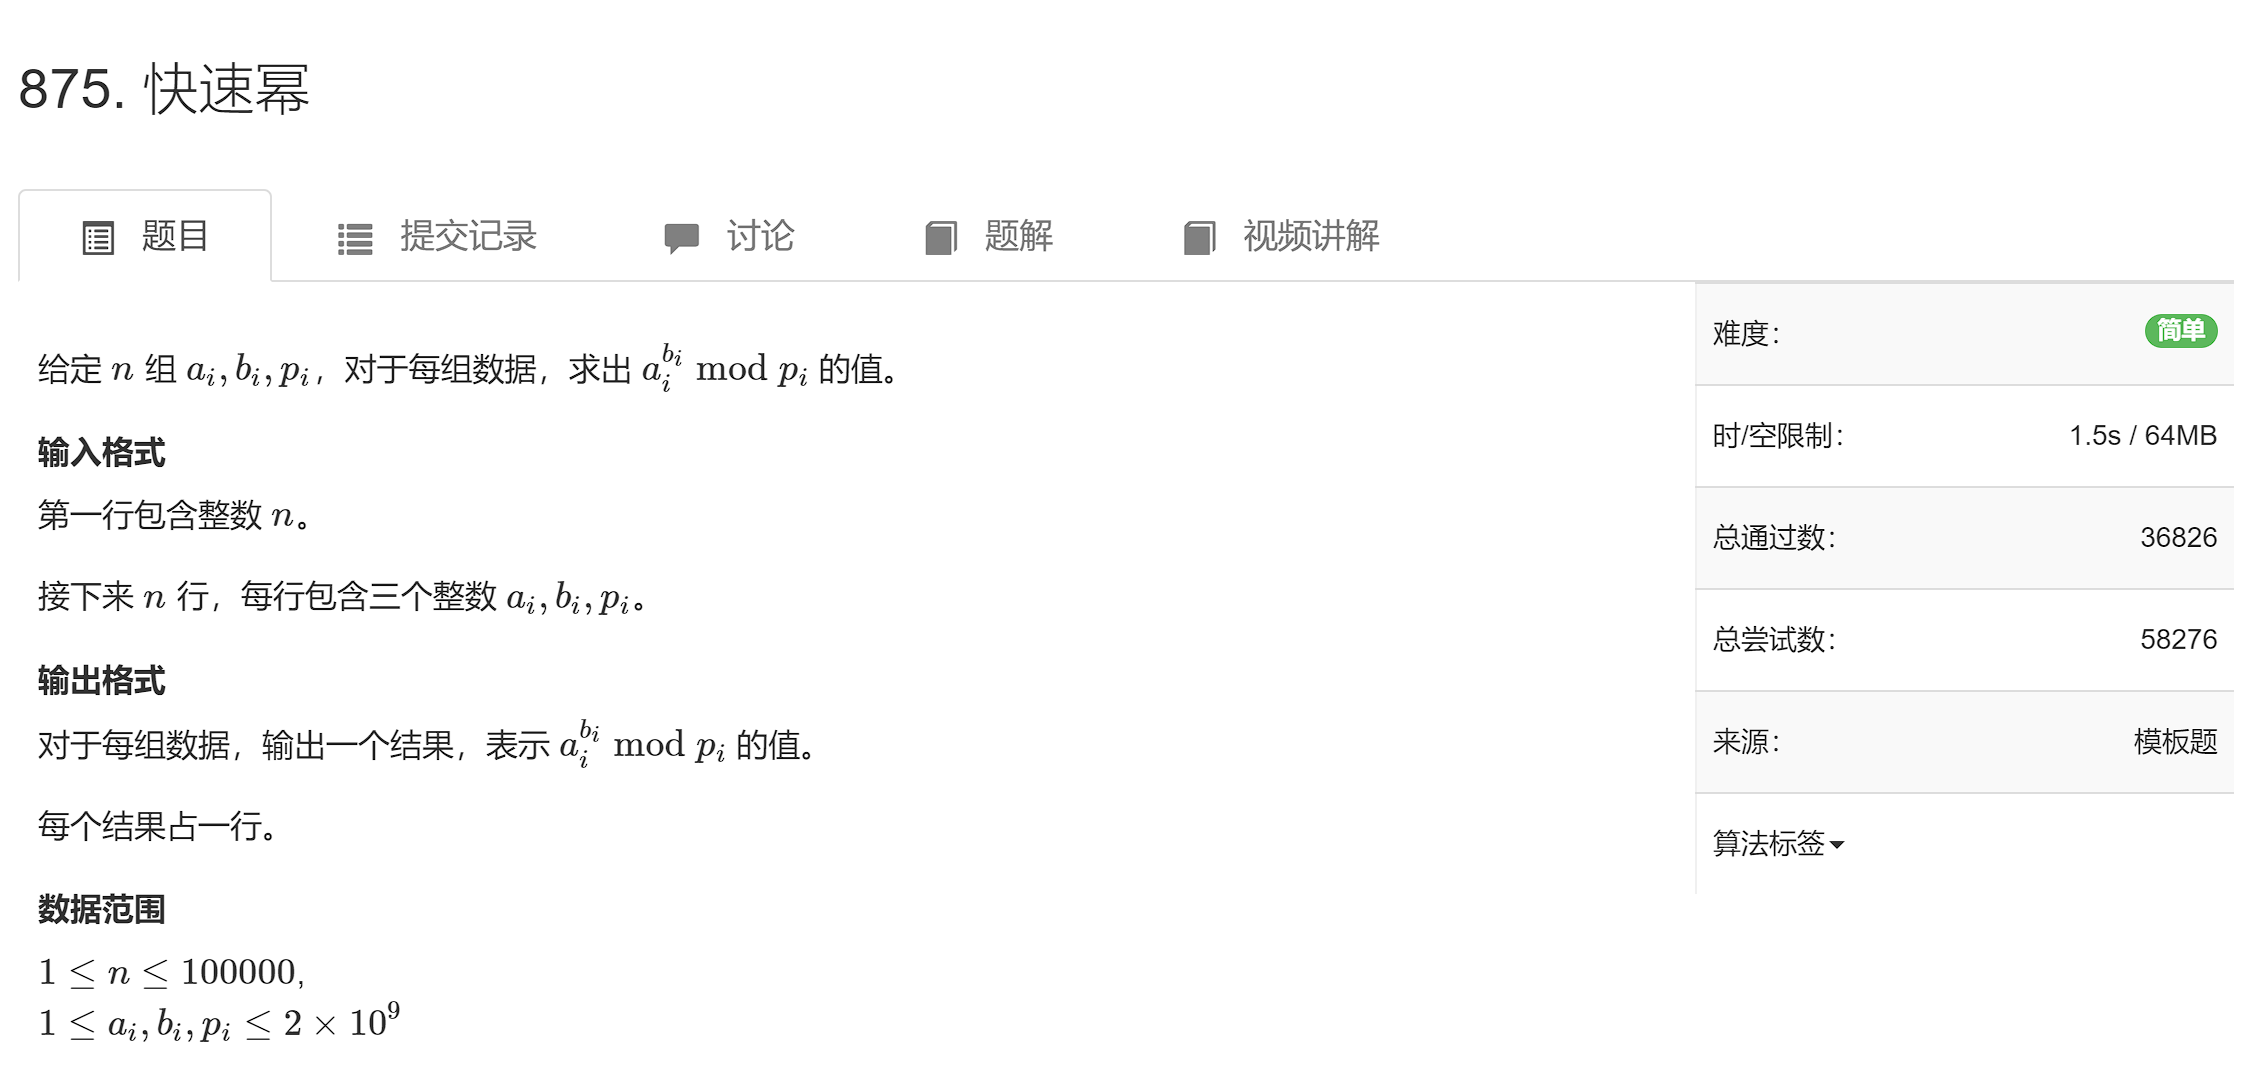 875. 快速幂
题目 提交记录 讨论 题解 视频讲解
给定 n 组 a_i, b_i, p_i，对于每组数据，求出 a_i^{b_i} mod p_i 的值。
输入格式
第一行包含整数 n。
接下来 n 行，每行包含三个整数 a_i, b_i, p_i。
输出格式
对于每组数据，输出一个结果，表示 a_i^{b_i} mod p_i 的值。
每个结果占一行。
数据范围
1 ≤ n ≤ 100000,
1 ≤ a_i, b_i, p_i ≤ 2 × 10^9
难度： 简单
时/空限制： 1.5s / 64MB
总通过数： 36826
总尝试数： 58276
来源： 模板题
算法标签